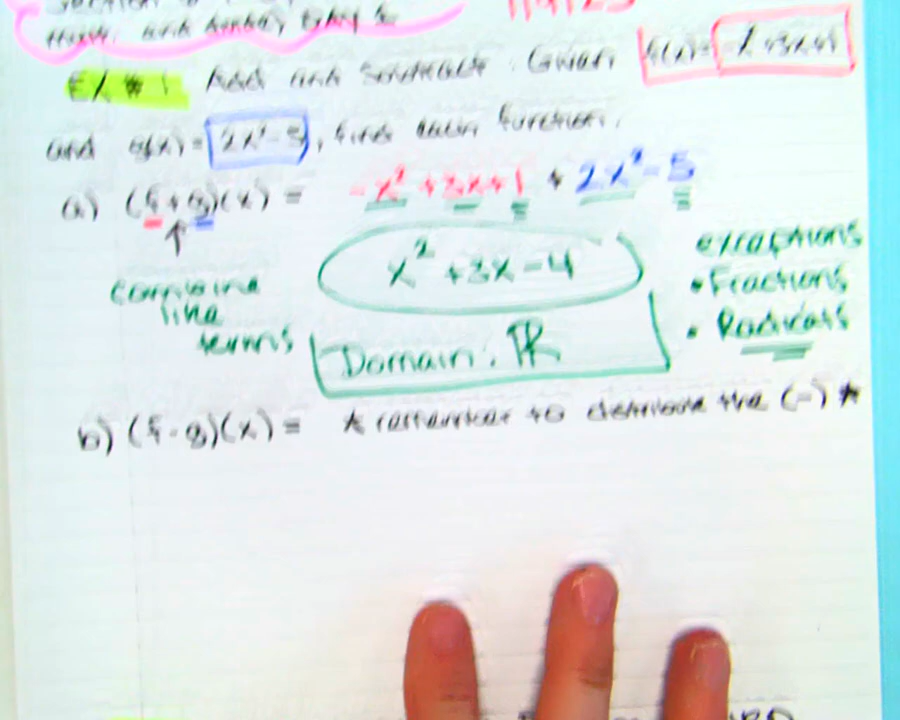 EX # 1 Add and Subtract. Given f(x)= -x²+3x+1
and g(x) = 2x²-5, find each function.
a) (f+g)(x) = -x² +3x+1 + 2x²-5
↑
combine
like
terms
x² +3x-4
Domain: ℝ
exceptions
• Fractions
• Radicals
b) (f-g)(x) = * remember to distribute the (-) *